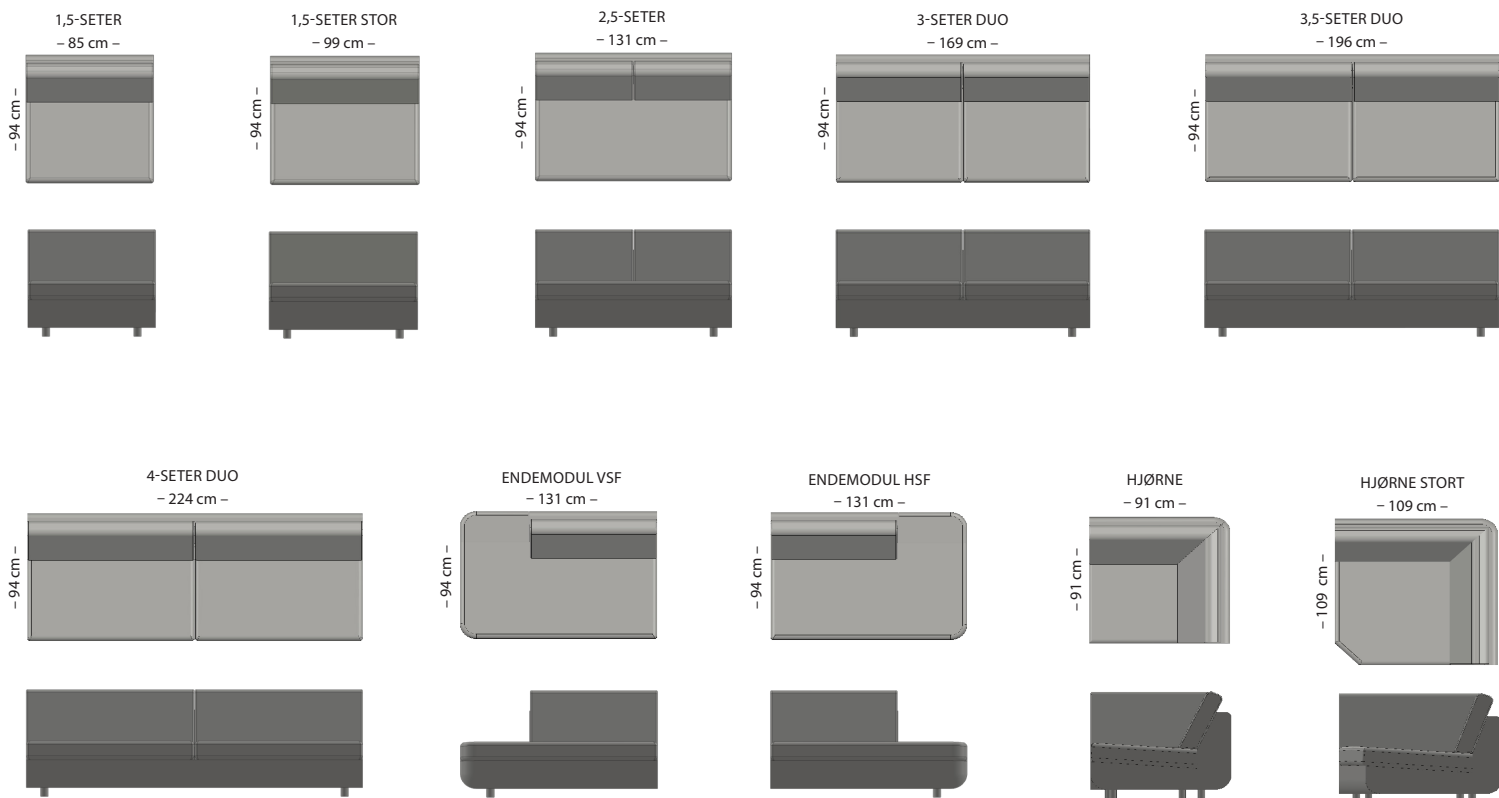 1,5-SETER
– 85 cm –
– 94 cm –
1,5-SETER STOR
– 99 cm –
– 94 cm –
2,5-SETER
– 131 cm –
– 94 cm –
3-SETER DUO
– 169 cm –
– 94 cm –
3,5-SETER DUO
– 196 cm –
– 94 cm –
4-SETER DUO
– 224 cm –
– 94 cm –
ENDEMODUL VSF
– 131 cm –
– 94 cm –
ENDEMODUL HSF
– 131 cm –
– 94 cm –
HJØRNE
– 91 cm –
– 91 cm –
HJØRNE STORT
– 109 cm –
– 109 cm –